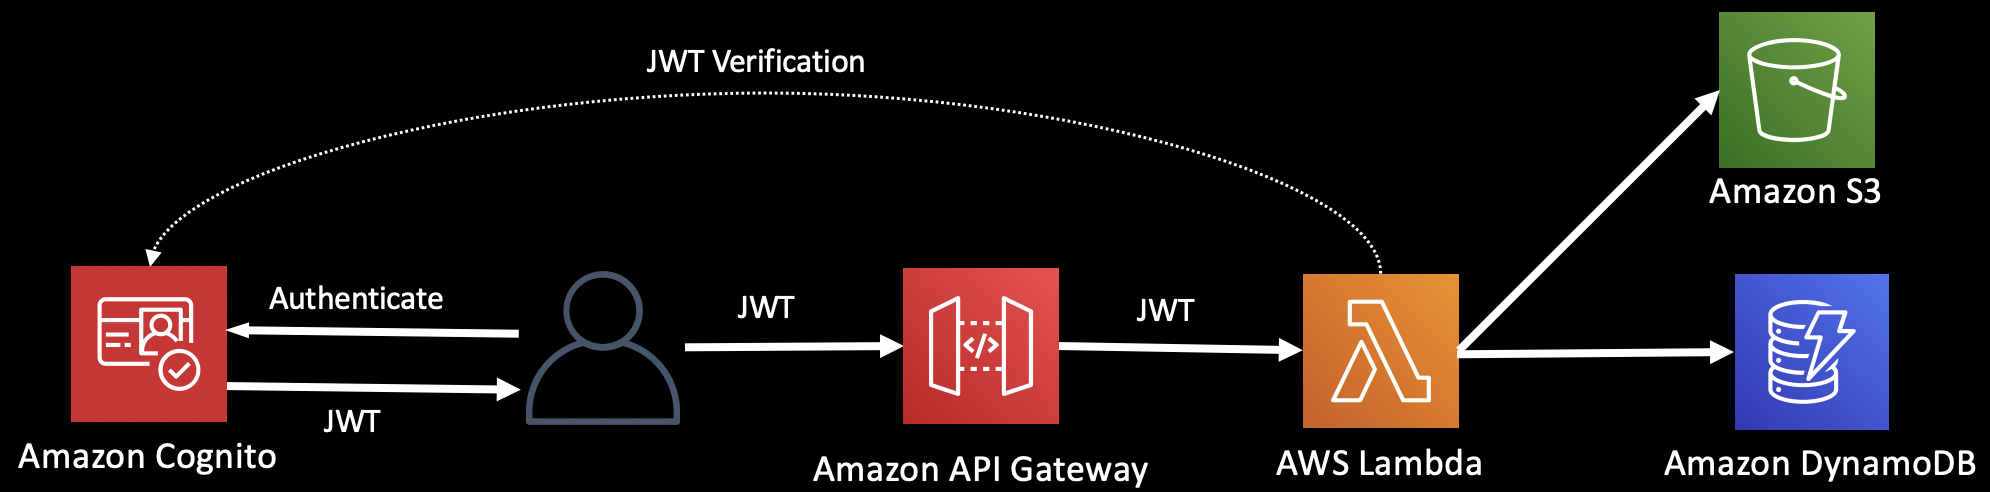 JWT Verification
Amazon S3
Authenticate
JWT
JWT
JWT
Amazon Cognito
Amazon API Gateway
AWS Lambda
Amazon DynamoDB
</>